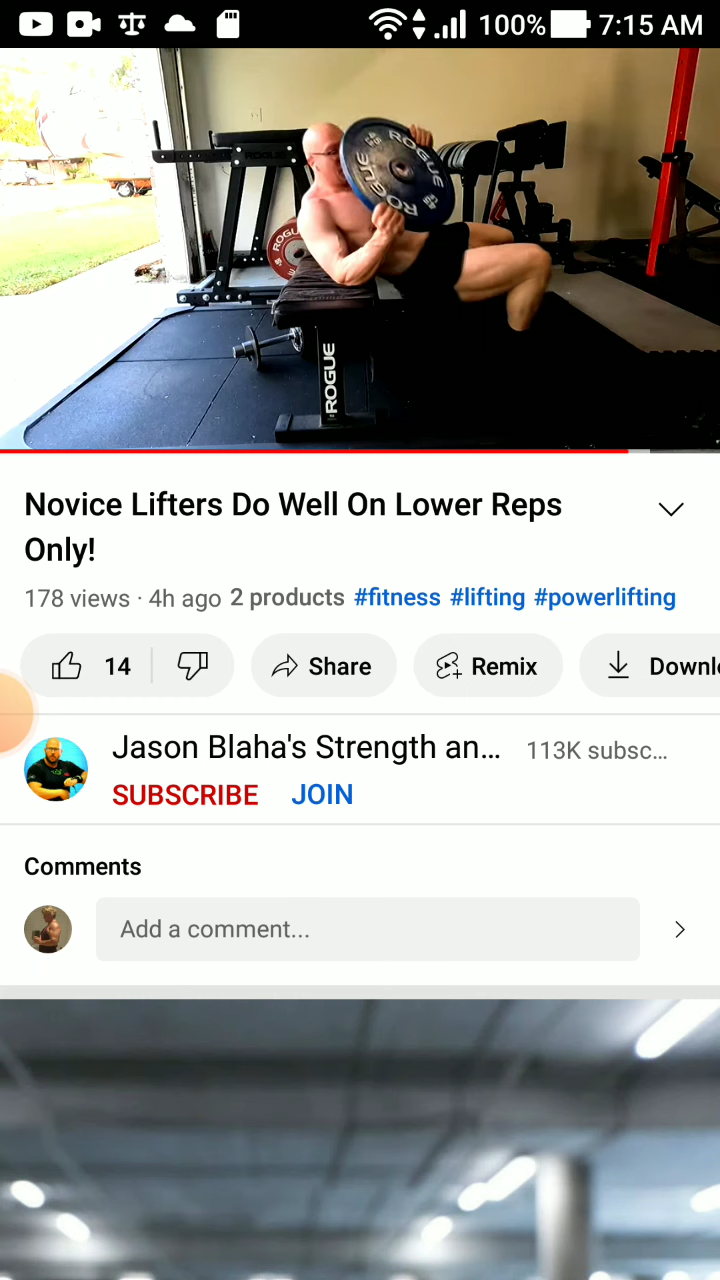 100% 7:15 AM
ROGUE
ROGUE
ROGUE
ROGU
ROGUE
Novice Lifters Do Well On Lower Reps
Only!
178 views · 4h ago 2 products #fitness #lifting #powerlifting
14 Share Remix Downl
Jason Blaha's Strength an... 113K subsc...
SUBSCRIBE JOIN
Comments
Add a comment...